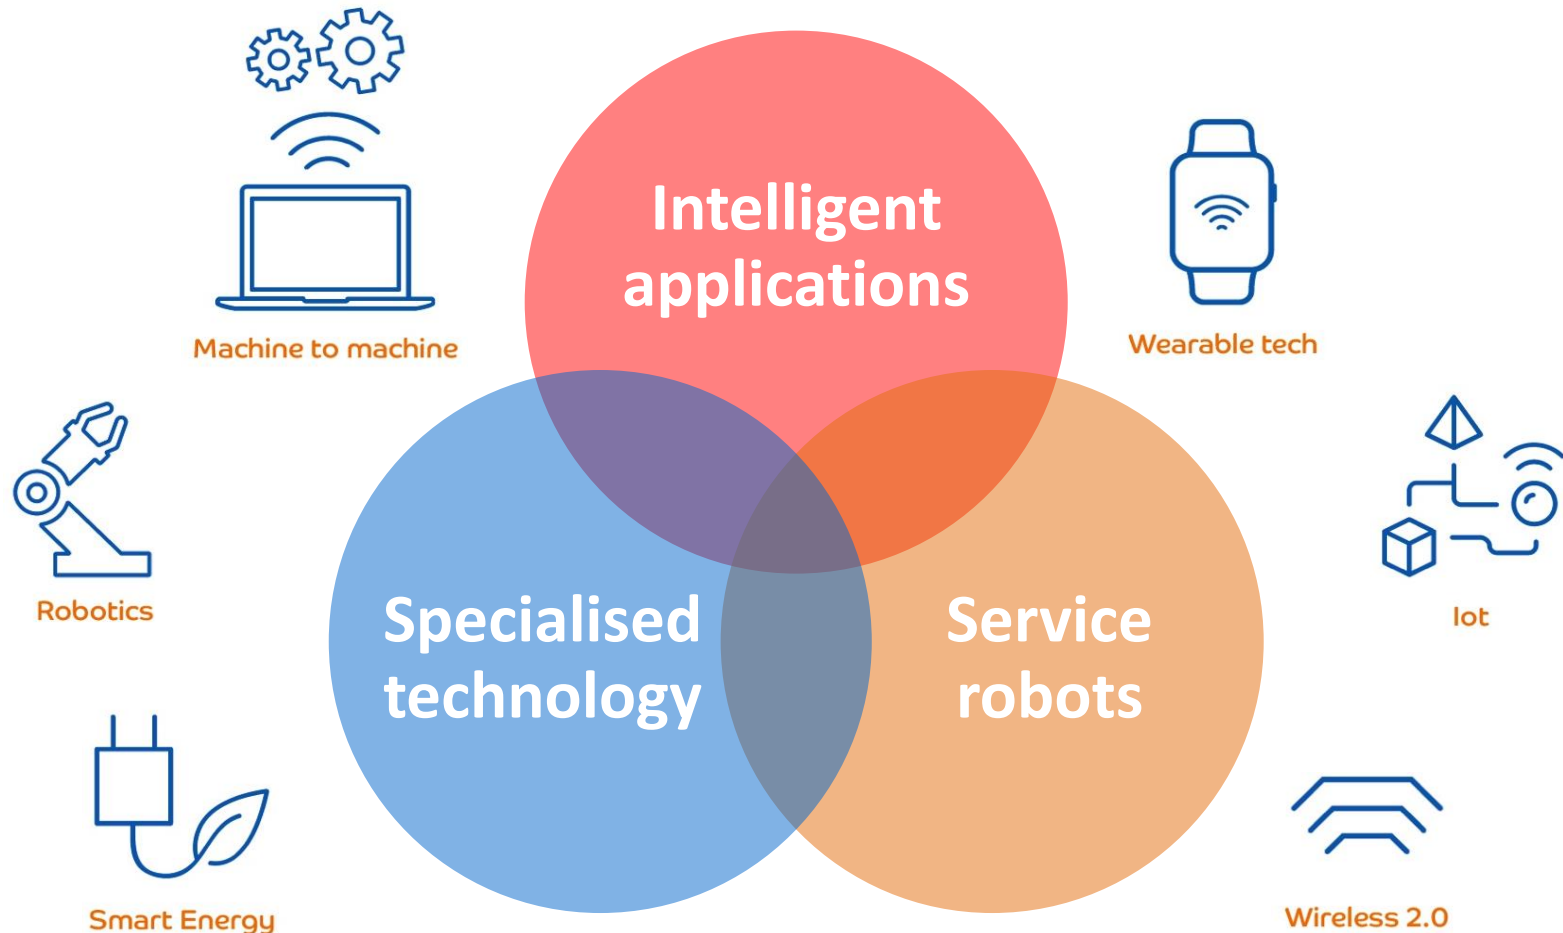 Intelligent
applications
Machine to machine
Wearable tech
Robotics
Iot
Specialised
technology
Service
robots
Smart Energy
Wireless 2.0